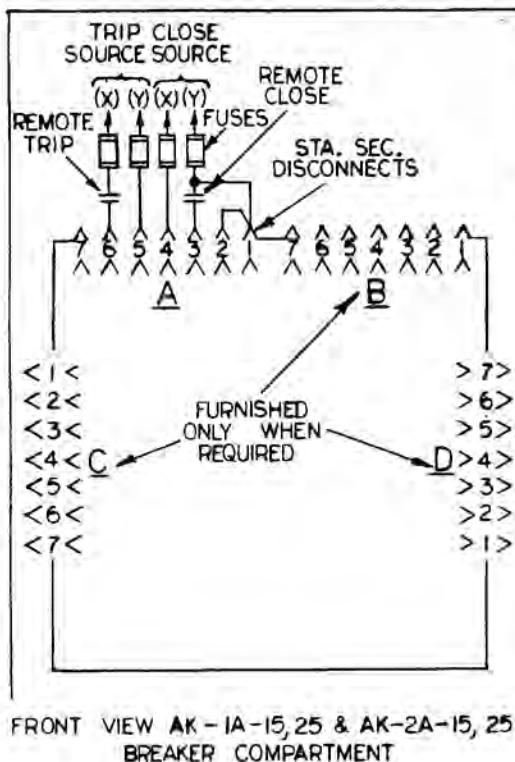 TRIP CLOSE
SOURCE SOURCE
(X) (Y) (X) (Y)
REMOTE CLOSE
REMOTE TRIP
FUSES
STA. SEC. DISCONNECTS
7 6 5 4 3 2 1
A
7 6 5 4 3 2 1
B
FURNISHED
ONLY WHEN
REQUIRED
1
2
3
4 C
5
6
7
7
6
5
D 4
3
2
1
FRONT VIEW AK-1A-15, 25 & AK-2A-15, 25
BREAKER COMPARTMENT